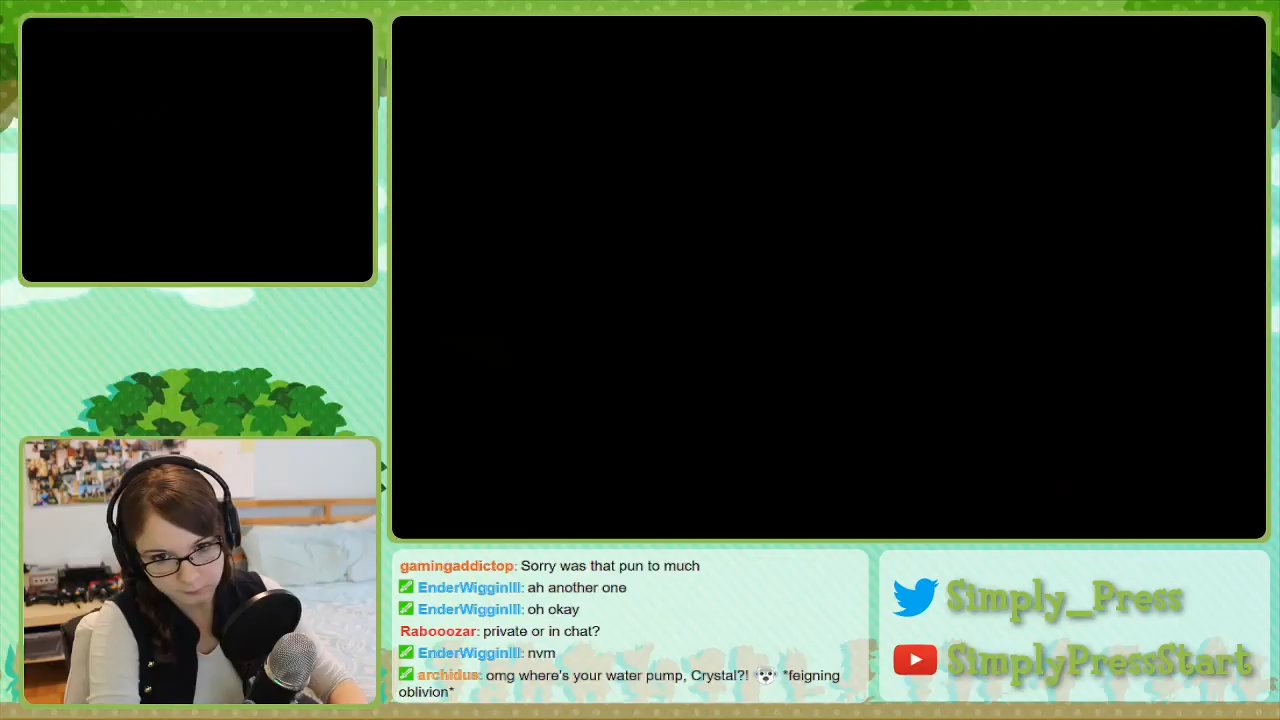 gamingaddictop: Sorry was that pun to much
EnderWigginIII: ah another one
EnderWigginIII: oh okay
Rabooozar: private or in chat?
EnderWigginIII: nvm
archidus: omg where's your water pump, Crystal?! *feigning
oblivion*
Simply_Press
SimplyPressStart